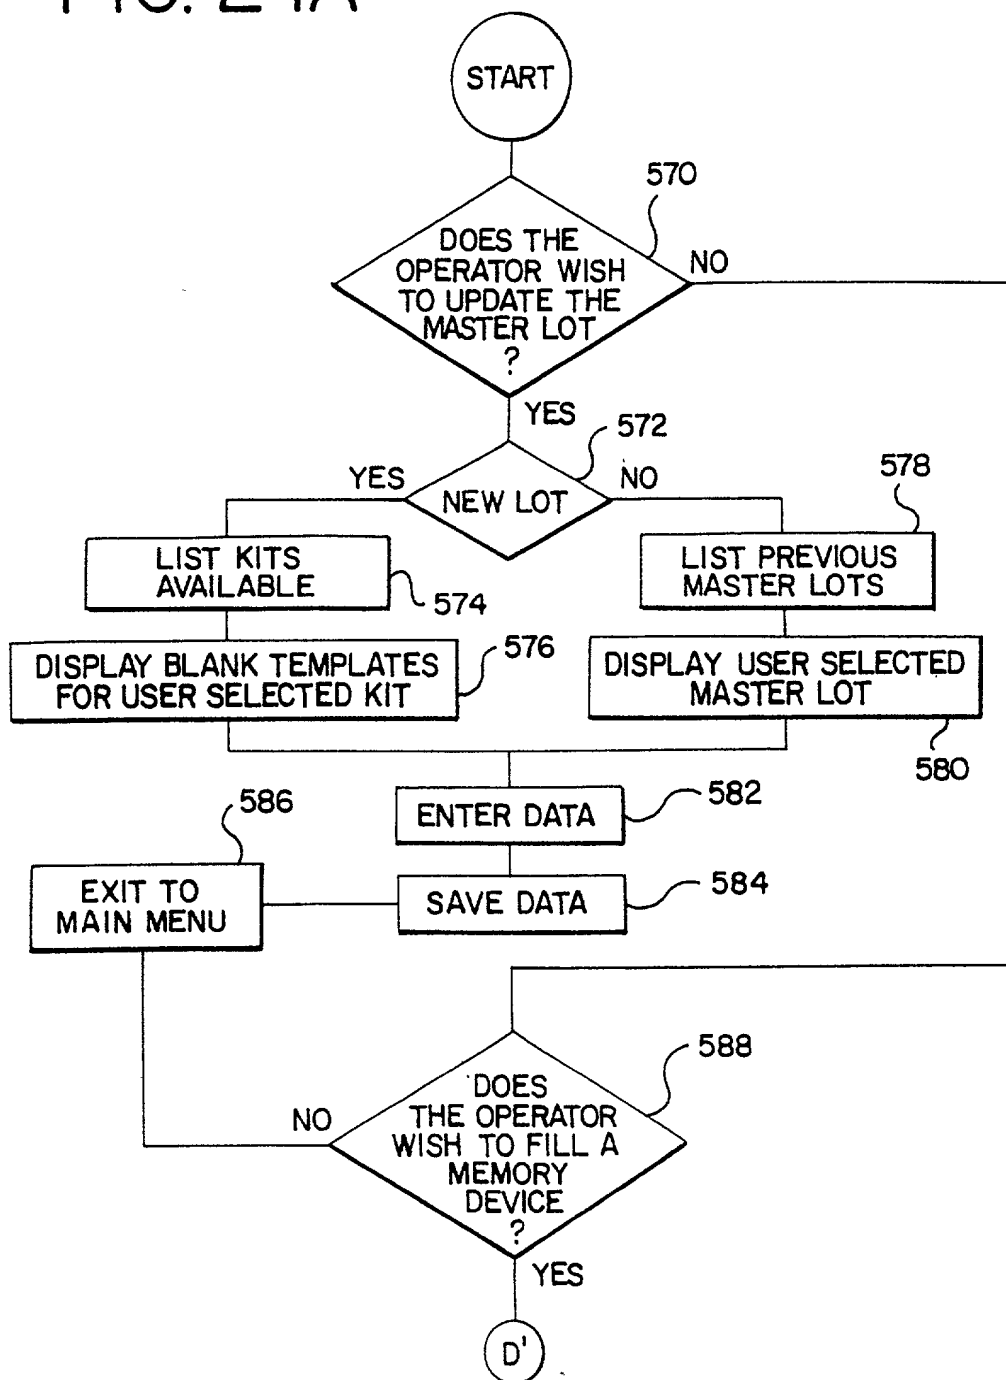 FIG. 24A
START
570
DOES THE
OPERATOR WISH
TO UPDATE THE
MASTER LOT
?
NO
YES
572
YES
NEW LOT
NO
578
LIST KITS
AVAILABLE
574
LIST PREVIOUS
MASTER LOTS
DISPLAY BLANK TEMPLATES
FOR USER SELECTED KIT
576
DISPLAY USER SELECTED
MASTER LOT
580
586
ENTER DATA
582
EXIT TO
MAIN MENU
SAVE DATA
584
588
DOES
THE OPERATOR
WISH TO FILL A
MEMORY
DEVICE
?
NO
YES
D'